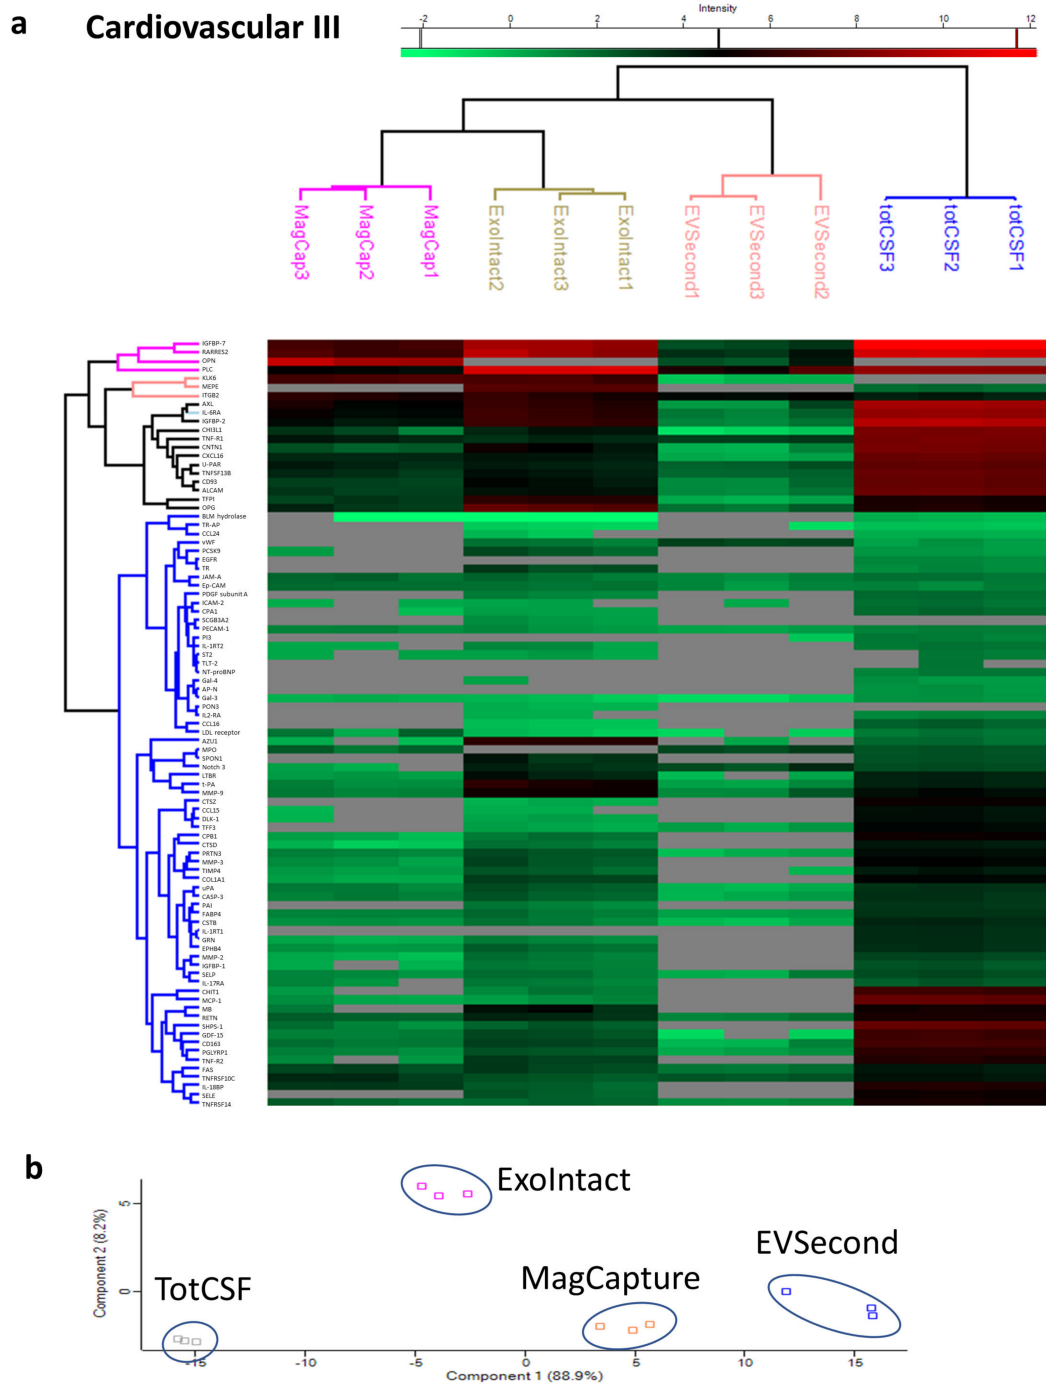 a Cardiovascular III
Intensity
-2 0 2 4 6 8 10 12
MagCap3
MagCap2
MagCap1
ExoIntact2
ExoIntact3
ExoIntact1
EVSecond1
EVSecond3
EVSecond2
totCSF3
totCSF2
totCSF1
IGFBP-7
RARRES2
OPN
PLC
KLK6
MEPE
ITGB2
AXL
IL-6RA
IGFBP-2
CHI3L1
TNF-R1
CNTN1
CXCL16
U-PAR
TNFSF13B
CD93
ALCAM
TFPI
OPG
BLM hydrolase
TR-AP
CCL24
vWF
PCSK9
EGFR
TR
JAM-A
Ep-CAM
PDGF subunit A
ICAM-2
CPA1
SCGB3A2
PECAM-1
PI3
IL-1RT2
ST2
TLT-2
NT-proBNP
Gal-4
AP-N
Gal-3
PON3
IL2-RA
CCL16
LDL receptor
AZU1
MPO
SPON1
Notch 3
LTBR
t-PA
MMP-9
CTSZ
CCL15
DLK-1
TFF3
CPB1
CTSD
PRTN3
MMP-3
TIMP4
COL1A1
uPA
CASP-3
PAI
FABP4
CSTB
IL-1RT1
GRN
EPHB4
MMP-2
IGFBP-1
SELP
IL-17RA
CHIT1
MCP-1
MB
RETN
SHPS-1
GDF-15
CD163
PGLYRP1
TNF-R2
FAS
TNFRSF10C
IL-18BP
SELE
TNFRSF14
b
ExoIntact
EVSecond
MagCapture
TotCSF
Component 2 (8.2%)
5
0
-15 -10 -5 0 5 10 15
Component 1 (88.9%)